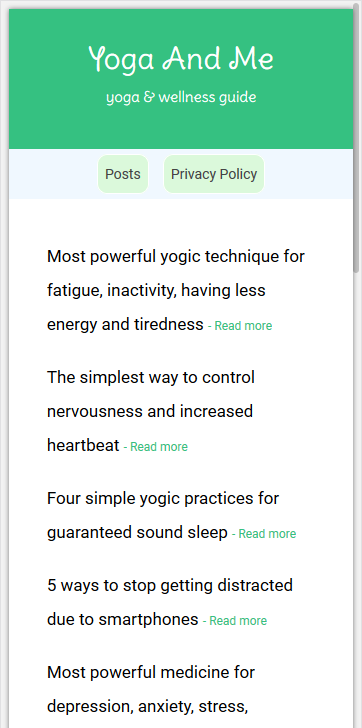 Yoga And Me
yoga & wellness guide
Posts Privacy Policy
Most powerful yogic technique for
fatigue, inactivity, having less
energy and tiredness - Read more
The simplest way to control
nervousness and increased
heartbeat - Read more
Four simple yogic practices for
guaranteed sound sleep - Read more
5 ways to stop getting distracted
due to smartphones - Read more
Most powerful medicine for
depression, anxiety, stress,